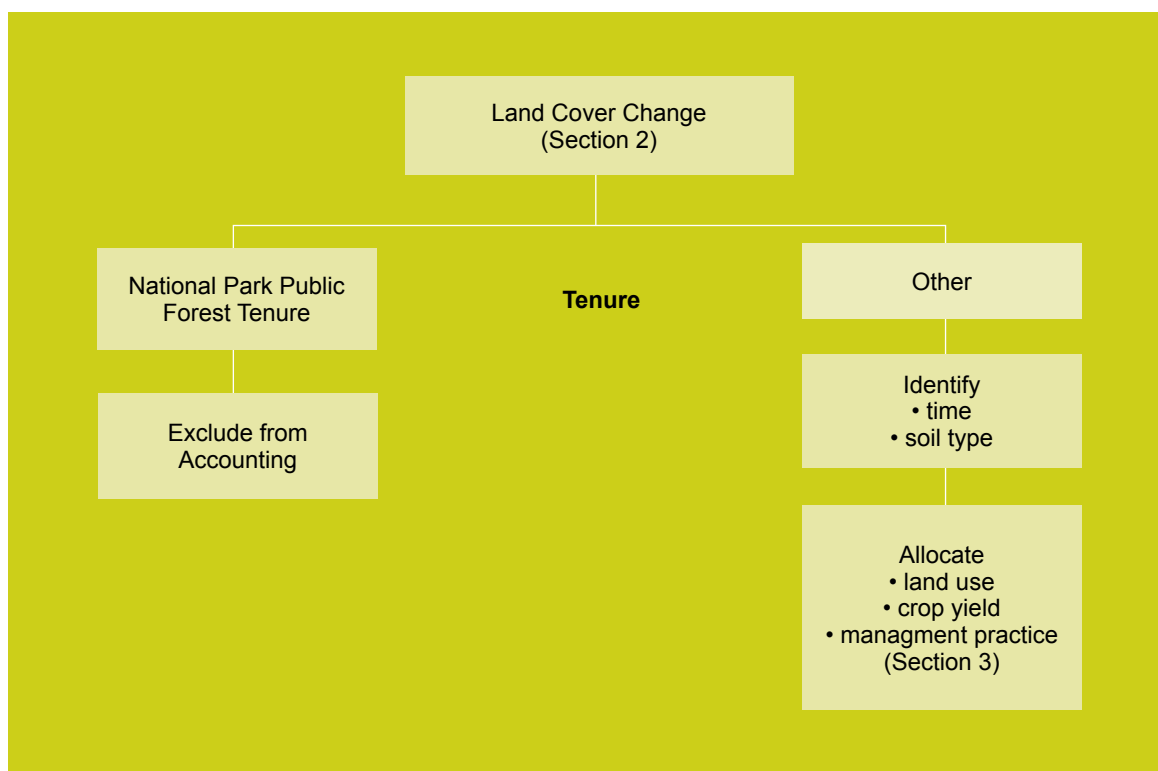 Land Cover Change
(Section 2)
National Park Public
Forest Tenure
Tenure
Other
Exclude from
Accounting
Identify
• time
• soil type
Allocate
• land use
• crop yield
• managment practice
(Section 3)